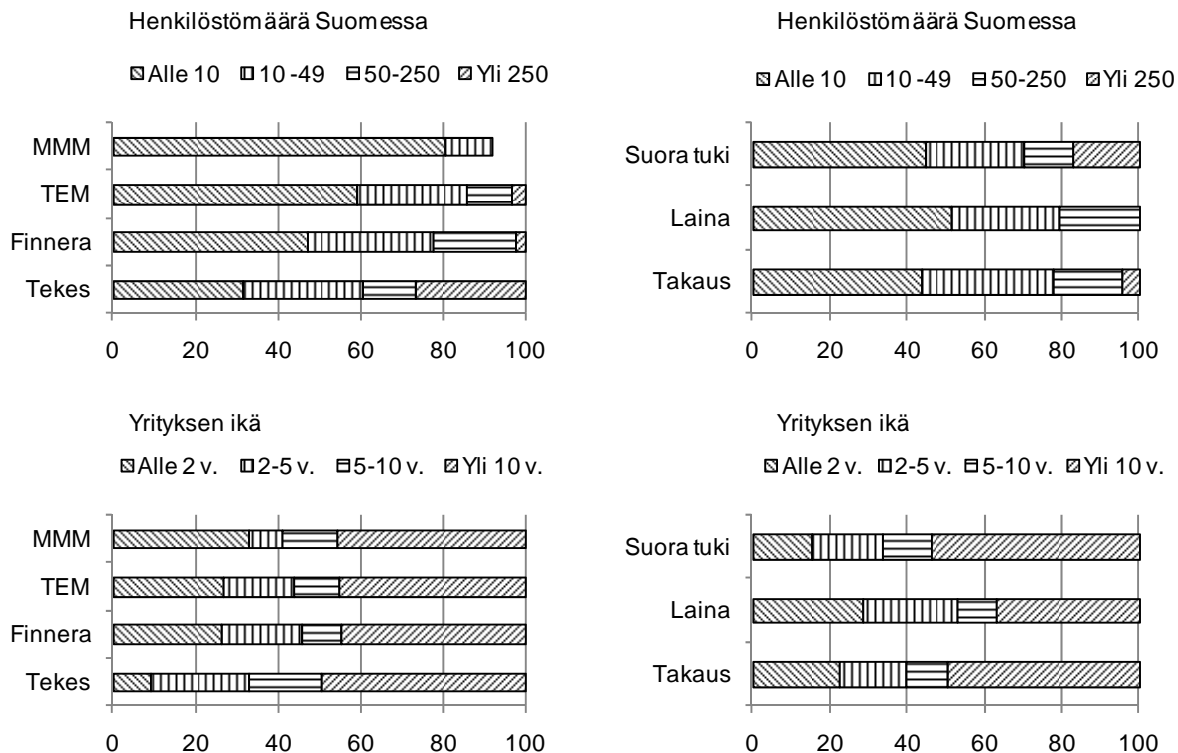 Henkilöstömäärä Suomessa
Alle 10 10-49 50-250 Yli 250
MMM
TEM
Finnera
Tekes
0 20 40 60 80 100
Henkilöstömäärä Suomessa
Alle 10 10-49 50-250 Yli 250
Suora tuki
Laina
Takaus
0 20 40 60 80 100
Yrityksen ikä
Alle 2 v. 2-5 v. 5-10 v. Yli 10 v.
MMM
TEM
Finnera
Tekes
0 20 40 60 80 100
Yrityksen ikä
Alle 2 v. 2-5 v. 5-10 v. Yli 10 v.
Suora tuki
Laina
Takaus
0 20 40 60 80 100